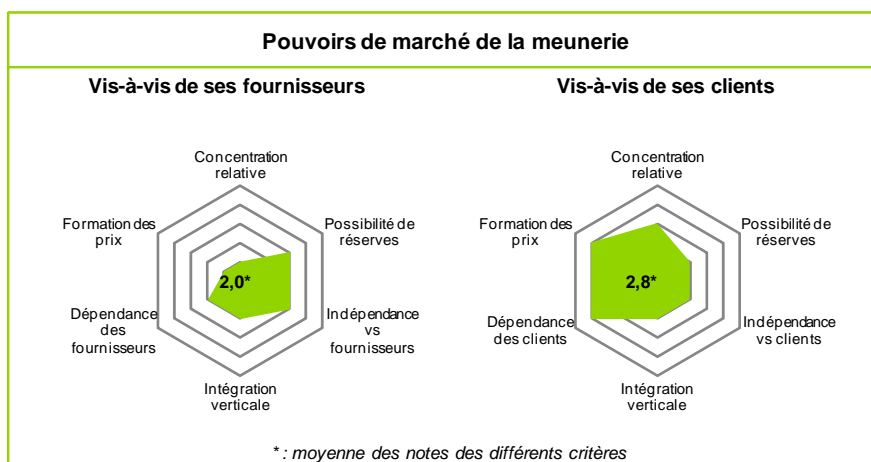 Pouvoirs de marché de la meunerie
Vis-à-vis de ses fournisseurs
Concentration
relative
Possibilité de
réserves
Indépendance
vs
fournisseurs
Intégration
verticale
Dépendance
des
fournisseurs
Formation des
prix
2,0*
Vis-à-vis de ses clients
Concentration
relative
Possibilité de
réserves
Indépendance
vs clients
Intégration
verticale
Dépendance
des clients
Formation des
prix
2,8*
* : moyenne des notes des différents critères